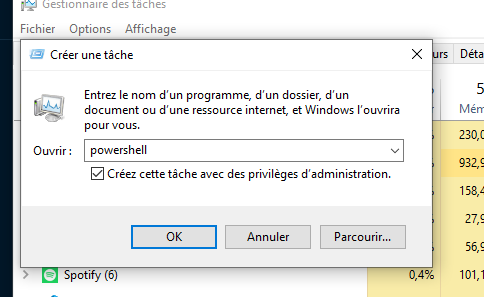 Gestionnaire des tâches
Fichier Options Affichage
Créer une tâche
Entrez le nom d'un programme, d'un dossier, d'un
document ou d'une ressource internet, et Windows l'ouvrira
pour vous.
Ouvrir : powershell
Créez cette tâche avec des privilèges d'administration.
OK Annuler Parcourir...
Spotify (6) 0,4% 101,1
urs Déta
5
Mém
230,0
932,9
158,4
27,9
56,9